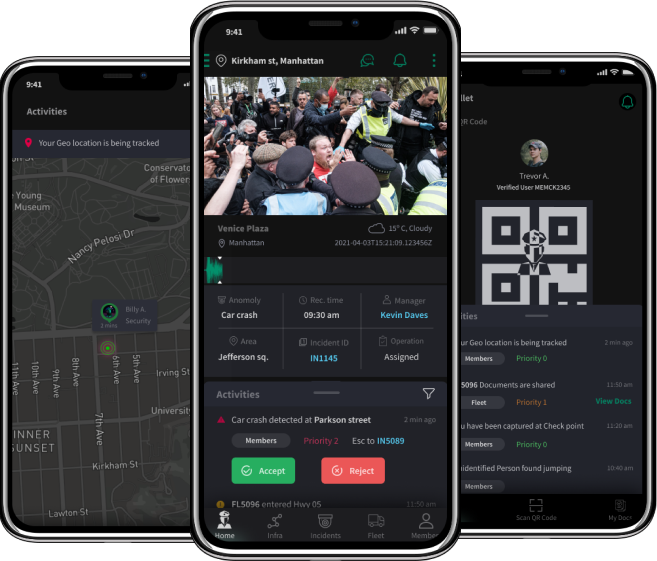 9:41
Activities
Your Geo location is being tracked
Conservato
of Flower
Young
Museum
Nancy Pelosi Dr
Billy A.
Security
2 mins
11th Ave
10th Ave
9th Ave
8th Ave
7th Ave
6th Ave
5th Ave
Irving St
University
INNER
SUNSET
Kirkham St
Lawton St
9:41
Kirkham st, Manhattan
Venice Plaza
15° C, Cloudy
Manhattan
2021-04-03T15:21:09.123456Z
Anomoly
Rec. time
Manager
Car crash
09:30 am
Kevin Daves
Area
Incident ID
Operation
Jefferson sq.
IN1145
Assigned
Activities
Car crash detected at Parkson street
2 min ago
Members
Priority 2
Esc to IN5089
Accept
Reject
FL5096 entered Hwy 05
11:50 am
Home
Infra
Incidents
Fleet
Member
9:41
llet
QR Code
Trevor A.
Verified User MEMCK2345
ities
ur Geo location is being tracked
2 min ago
Members
Priority 0
5096 Documents are shared
11:50 am
Fleet
Priority 1
View Docs
u have been captured at Check point
11:20 am
Members
Priority 0
identified Person found jumping
10:40 am
Members
Scan QR Code
My Docs